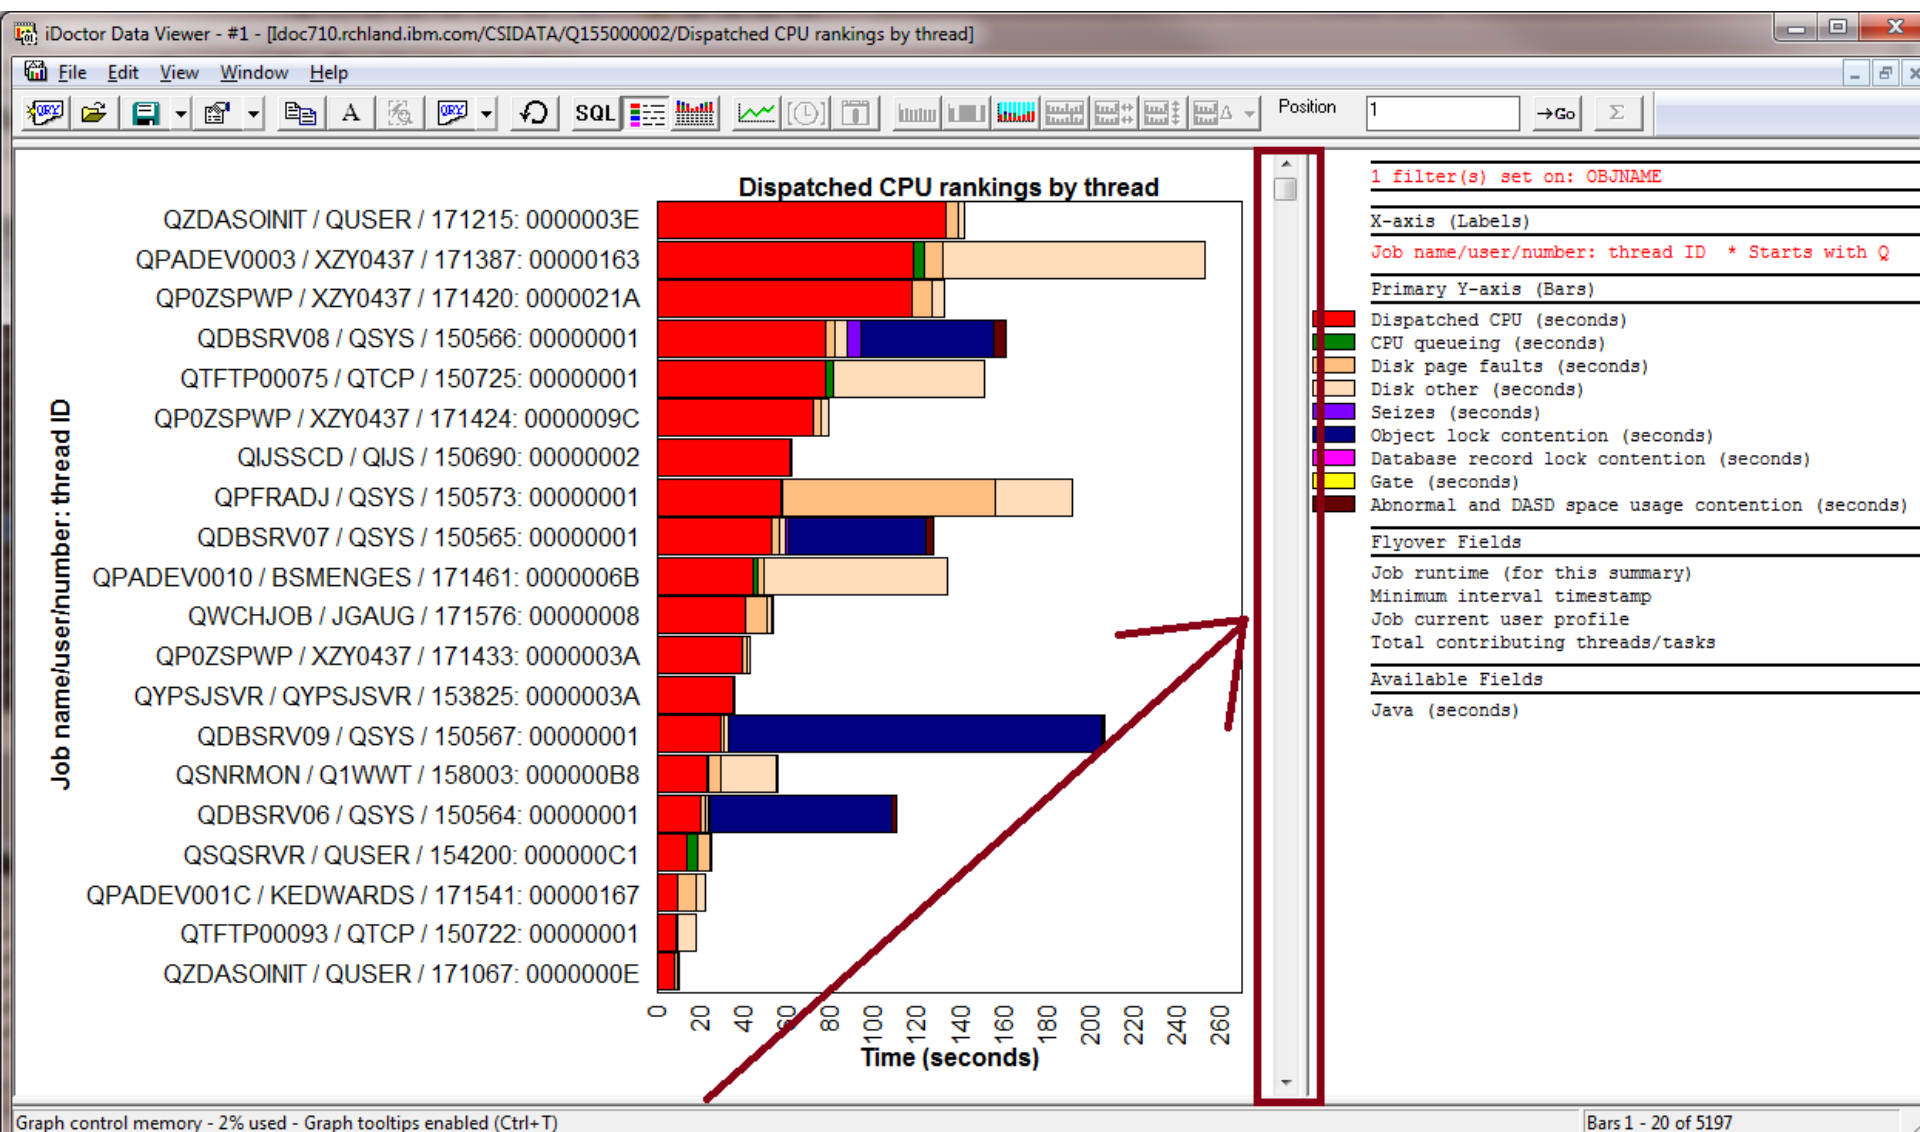 iDoctor Data Viewer - #1 - [Idoc710.rchland.ibm.com/CSIDATA/Q155000002/Dispatched CPU rankings by thread]
File Edit View Window Help
QRY A QRY SQL Position 1 →Go Σ
Dispatched CPU rankings by thread
Job name/user/number: thread ID
QZDASOINIT / QUSER / 171215: 0000003E
QPADEV0003 / XZY0437 / 171387: 00000163
QP0ZSPWP / XZY0437 / 171420: 0000021A
QDBSRV08 / QSYS / 150566: 00000001
QTFTP00075 / QTCP / 150725: 00000001
QP0ZSPWP / XZY0437 / 171424: 0000009C
QIJSSCD / QIJS / 150690: 00000002
QPFRADJ / QSYS / 150573: 00000001
QDBSRV07 / QSYS / 150565: 00000001
QPADEV0010 / BSMENGES / 171461: 0000006B
QWCHJOB / JGAUG / 171576: 00000008
QP0ZSPWP / XZY0437 / 171433: 0000003A
QYPSJSVR / QYPSJSVR / 153825: 0000003A
QDBSRV09 / QSYS / 150567: 00000001
QSNRMON / Q1WWT / 158003: 000000B8
QDBSRV06 / QSYS / 150564: 00000001
QSQSRVR / QUSER / 154200: 000000C1
QPADEV001C / KEDWARDS / 171541: 00000167
QTFTP00093 / QTCP / 150722: 00000001
QZDASOINIT / QUSER / 171067: 0000000E
0 20 40 60 80 100 120 140 160 180 200 220 240 260
Time (seconds)
1 filter(s) set on: OBJNAME
X-axis (Labels)
Job name/user/number: thread ID * Starts with Q
Primary Y-axis (Bars)
Dispatched CPU (seconds)
CPU queueing (seconds)
Disk page faults (seconds)
Disk other (seconds)
Seizes (seconds)
Object lock contention (seconds)
Database record lock contention (seconds)
Gate (seconds)
Abnormal and DASD space usage contention (seconds)
Flyover Fields
Job runtime (for this summary)
Minimum interval timestamp
Job current user profile
Total contributing threads/tasks
Available Fields
Java (seconds)
Graph control memory - 2% used - Graph tooltips enabled (Ctrl+T)
Bars 1 - 20 of 5197